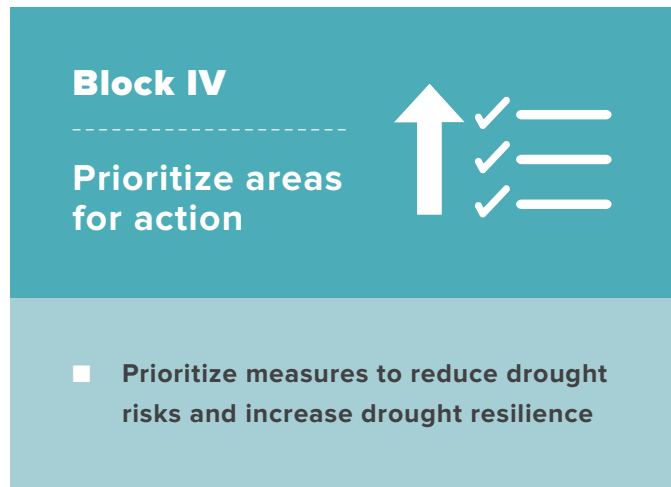 Block IV
Prioritize areas
for action
Prioritize measures to reduce drought
risks and increase drought resilience